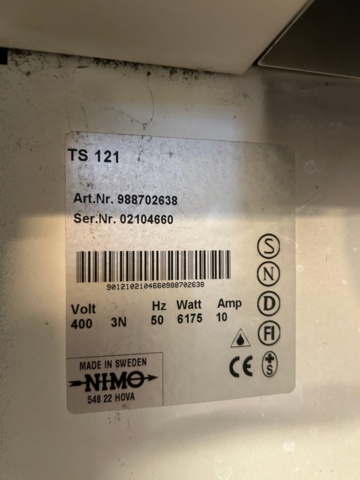 TS 121
Art.Nr. 988702638
Ser.Nr. 02104660
9012102104660988702638
Volt Hz Watt Amp
400 3N 50 6175 10
S
N
D
FI
+S
CE
MADE IN SWEDEN
NIMO
548 22 HOVA